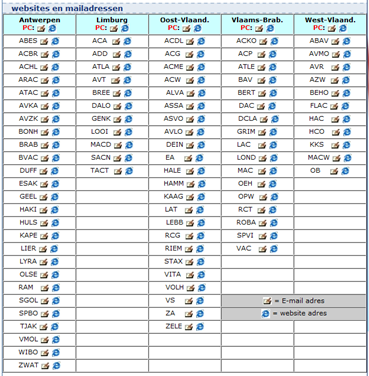 websites en mailadressen
Antwerpen Limburg Oost-Vlaand. Vlaams-Brab. West-Vlaand.
PC: PC: PC: PC: PC:
ABES ACA ACDL ACKO ABAV
ACBR ADD ACG ACP AVMO
ACHL ATLA ACME ATLE AVR
ARAC AVT ACW BAV AZW
ATAC BREE ALVA BERT BEHO
AVKA DALO ASSA DAC FLAC
AVZK GENK ASVO DCLA HAC
BONH LOOI AVLO GRIM HCO
BRAB MACD DEIN LAC KKS
BVAC SACN EA LOND MACW
DUFF TACT HALE MAC OB
ESAK HAMM OEH
GEEL KAAG OPW
HAKI LAT RCT
HULS LEBB ROBA
KAPE RCG SPVI
LIER RIEM VAC
LYRA STAX
OLSE VITA
RAM VOLH
SGOL VS = E-mail adres
SPBO ZA = website adres
TJAK ZELE
VMOL
WIBO
ZWAT